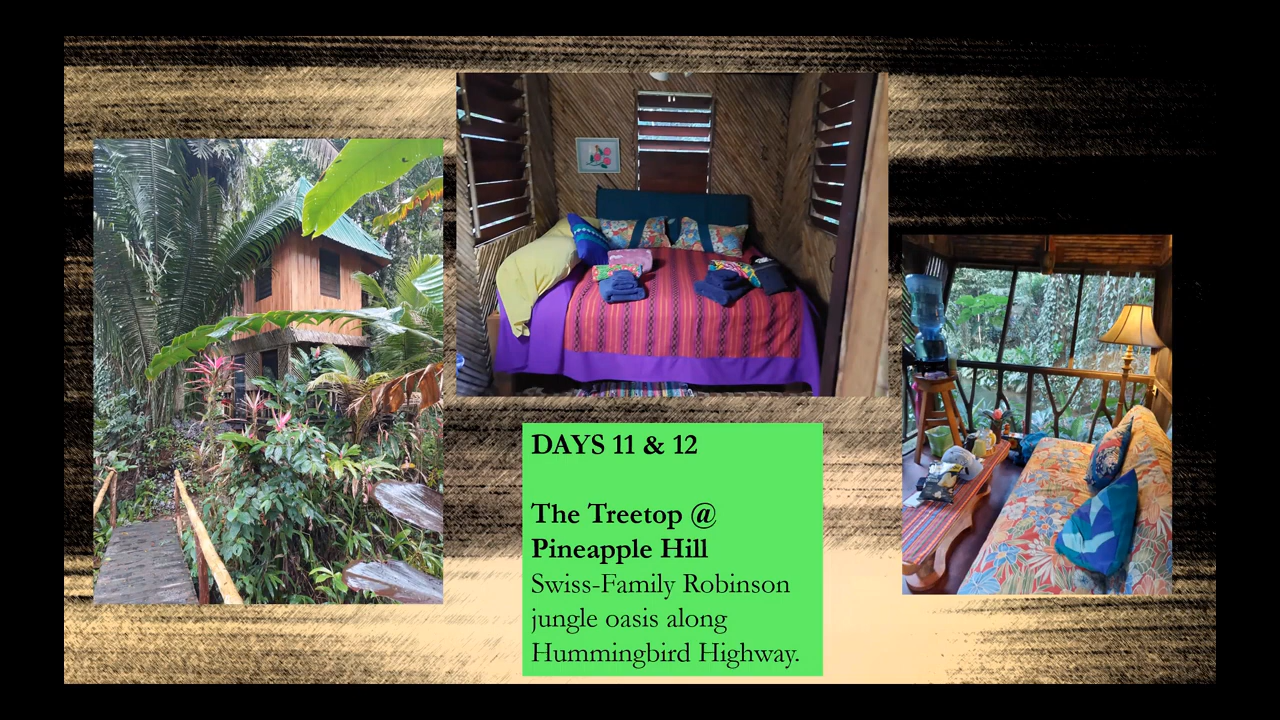 DAYS 11 & 12
The Treetop @
Pineapple Hill
Swiss-Family Robinson
jungle oasis along
Hummingbird Highway.